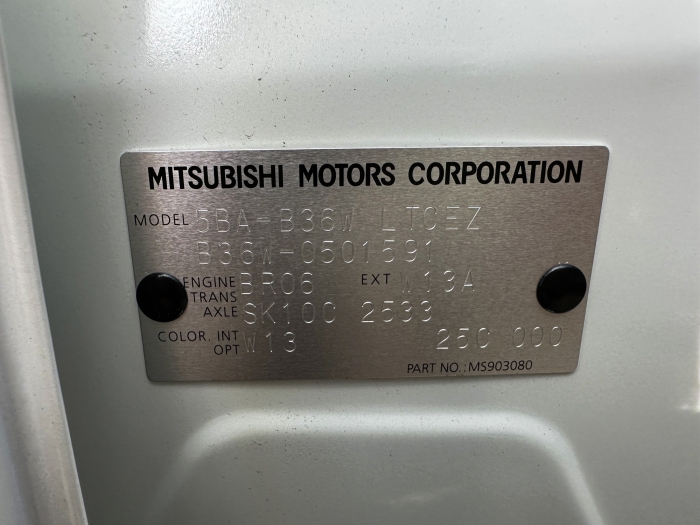 MITSUBISHI MOTORS CORPORATION
MODEL 5BA-B36W LTCEZ
B36W-0501591
ENGINE BR06 EXT W13A
TRANS
AXLE SK10C 2533
COLOR, INT W13 25C 000
OPT
PART NO.:MS903080